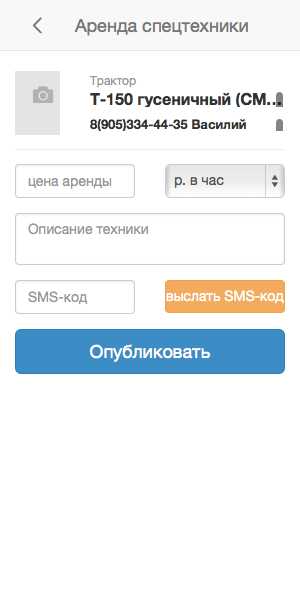 Аренда спецтехники
Трактор
Т-150 гусеничный (СМ...
8(905)334-44-35 Василий
цена аренды
р. в час
Описание техники
SMS-код
выслать SMS-код
Опубликовать